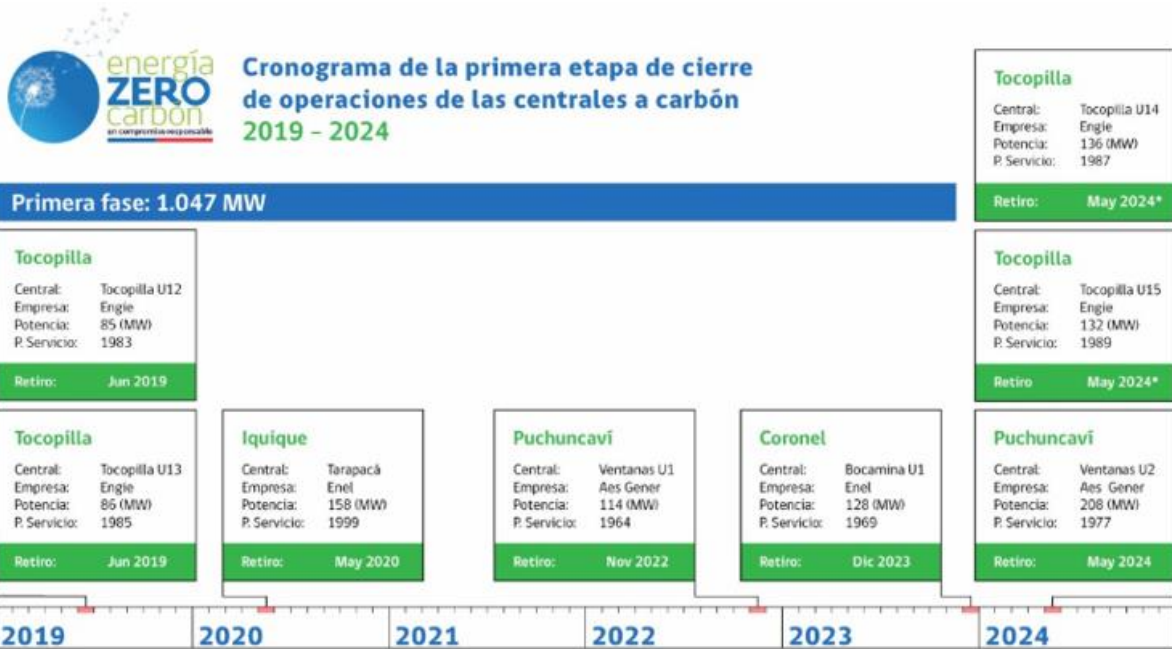 energía
ZERO
carbón
un compromiso responsable
Cronograma de la primera etapa de cierre
de operaciones de las centrales a carbón
2019 – 2024
Primera fase: 1.047 MW
Tocopilla
Central: Tocopilla U14
Empresa: Engie
Potencia: 136 (MW)
P. Servicio: 1987
Retiro: May 2024*
Tocopilla
Central: Tocopilla U12
Empresa: Engie
Potencia: 85 (MW)
P. Servicio: 1983
Retiro: Jun 2019
Tocopilla
Central: Tocopilla U15
Empresa: Engie
Potencia: 132 (MW)
P. Servicio: 1989
Retiro May 2024*
Tocopilla
Central: Tocopilla U13
Empresa: Engie
Potencia: 86 (MW)
P. Servicio: 1985
Retiro: Jun 2019
Iquique
Central: Tarapacá
Empresa: Enel
Potencia: 158 (MW)
P. Servicio: 1999
Retiro: May 2020
Puchuncaví
Central: Ventanas U1
Empresa: Aes Gener
Potencia: 114 (MW)
P. Servicio: 1964
Retiro: Nov 2022
Coronel
Central: Bocamina U1
Empresa: Enel
Potencia: 128 (MW)
P. Servicio: 1969
Retiro: Dic 2023
Puchuncaví
Central: Ventanas U2
Empresa: Aes Gener
Potencia: 208 (MW)
P. Servicio: 1977
Retiro: May 2024
2019 2020 2021 2022 2023 2024